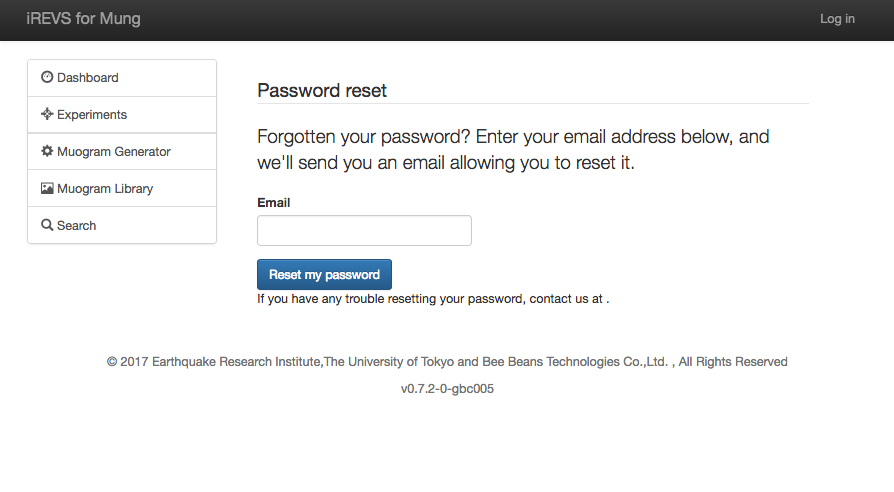 iREVS for Mung
Log in
Dashboard
Experiments
Muogram Generator
Muogram Library
Search
Password reset
Forgotten your password? Enter your email address below, and
we'll send you an email allowing you to reset it.
Email
Reset my password
If you have any trouble resetting your password, contact us at .
© 2017 Earthquake Research Institute,The University of Tokyo and Bee Beans Technologies Co.,Ltd. , All Rights Reserved
v0.7.2-0-gbc005